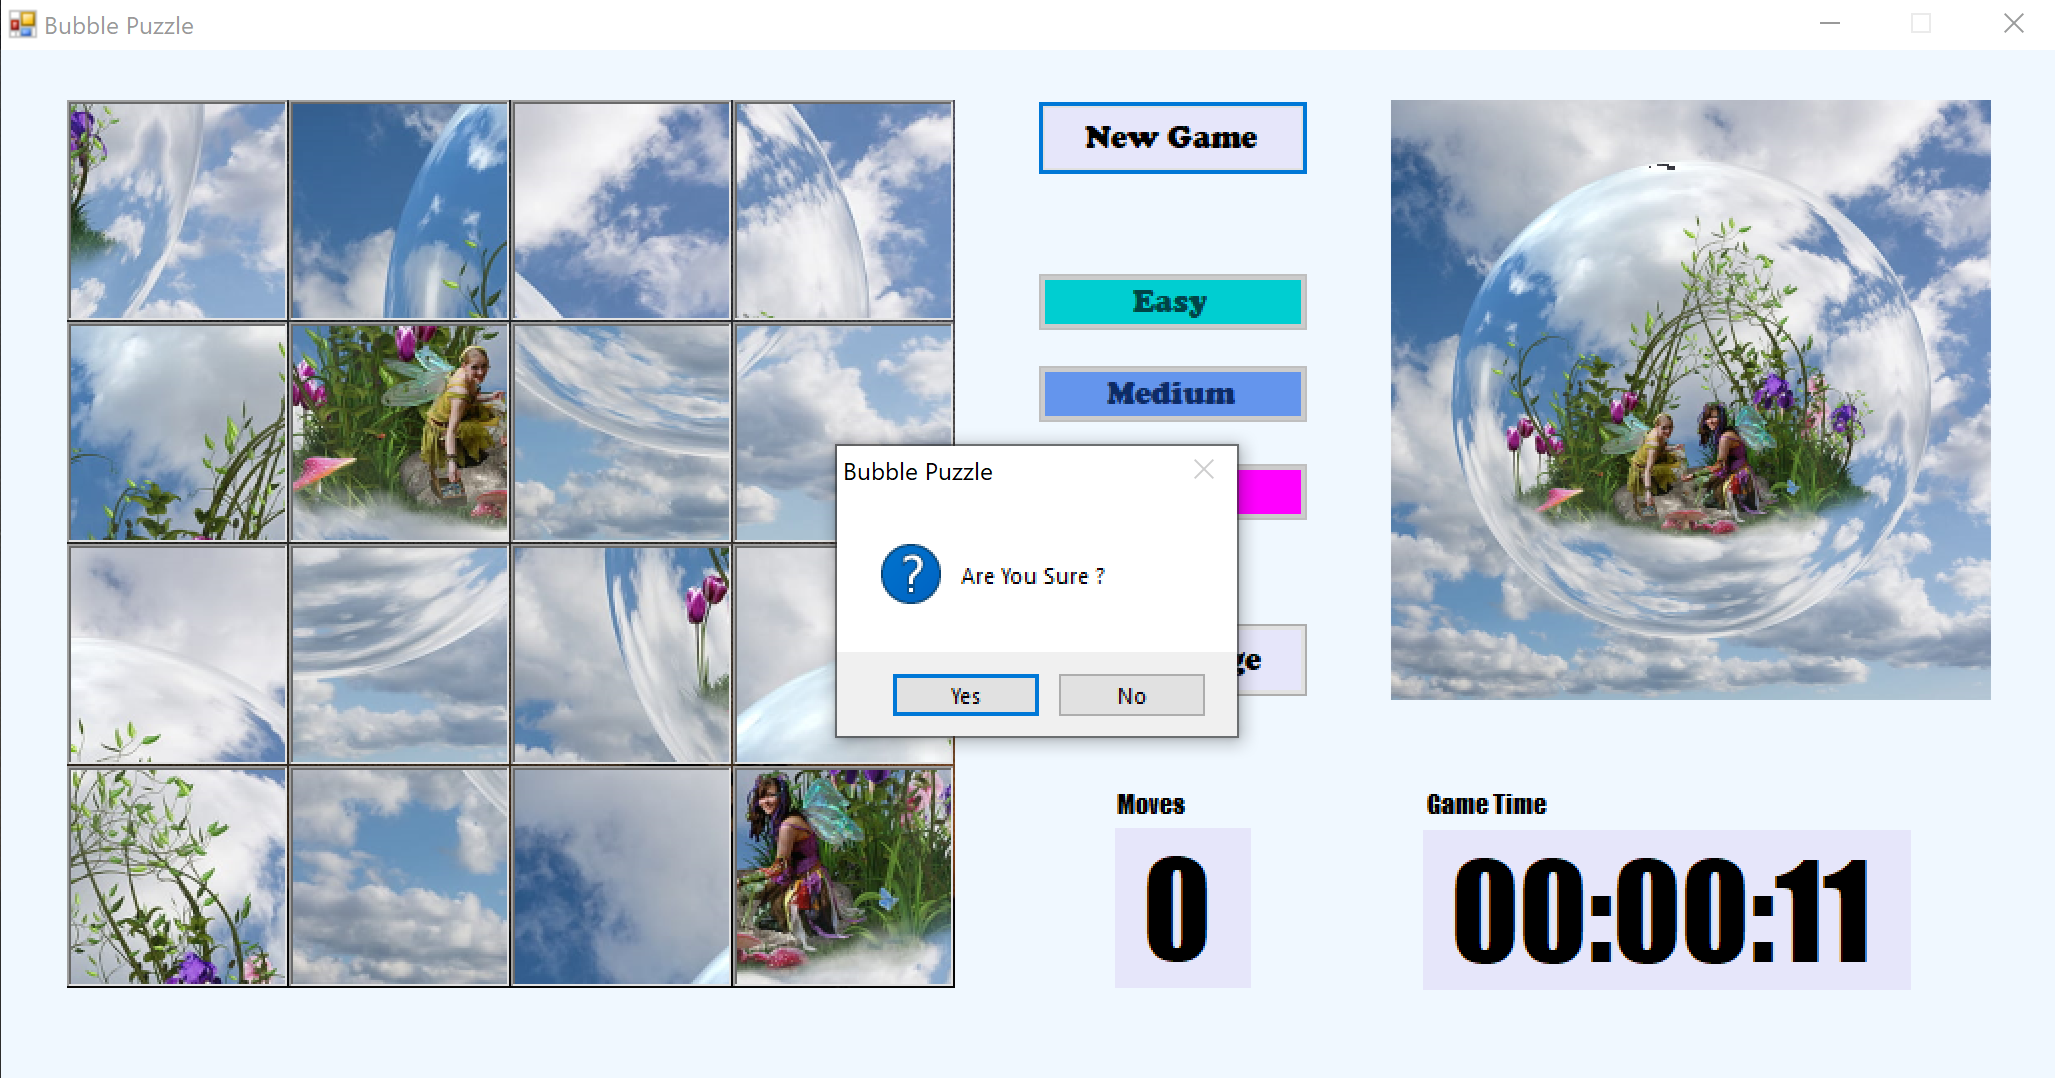 Bubble Puzzle
New Game
Easy
Medium
Bubble Puzzle
?
Are You Sure ?
ge
Yes
No
Moves
Game Time
0
00:00:11